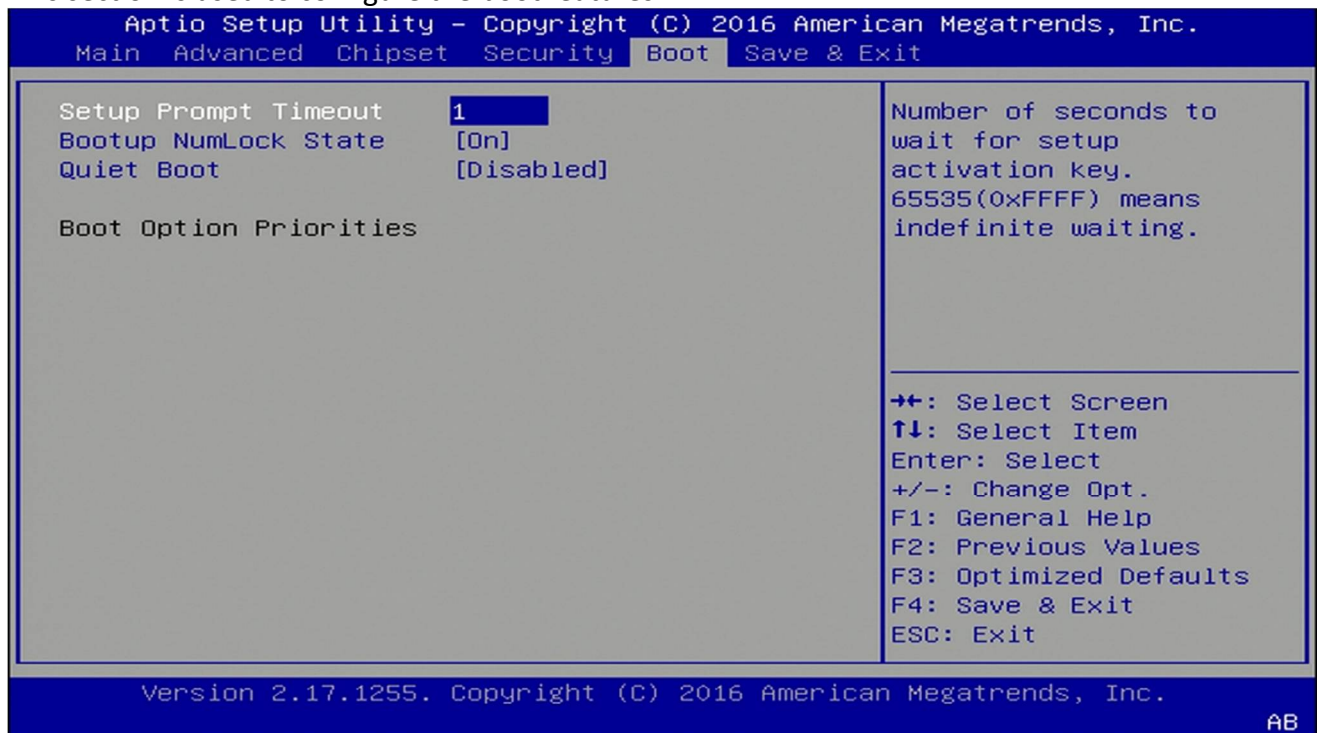 Aptio Setup Utility – Copyright (C) 2016 American Megatrends, Inc.
Main Advanced Chipset Security Boot Save & Exit
Setup Prompt Timeout 1
Bootup NumLock State [On]
Quiet Boot [Disabled]
Boot Option Priorities
Number of seconds to
wait for setup
activation key.
65535(0xFFFF) means
indefinite waiting.
→←: Select Screen
↑↓: Select Item
Enter: Select
+/-: Change Opt.
F1: General Help
F2: Previous Values
F3: Optimized Defaults
F4: Save & Exit
ESC: Exit
Version 2.17.1255. Copyright (C) 2016 American Megatrends, Inc.
AB